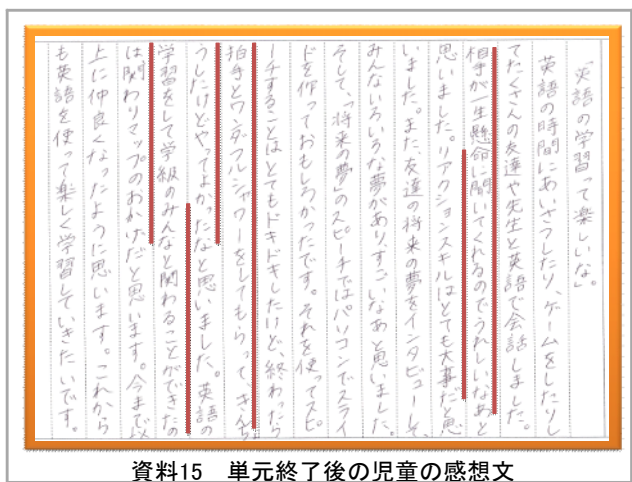 「英語の学習って楽しいな。」
英語の時間にあいさつしたり、ゲームをしたりし
てたくさんの友達や先生と英語で会話しました。
相手が一生懸命に聞いてくれるのでうれしいなあと
思いました。リアクションスキルはとても大事だと思
いました。また、友達の将来の夢をインタビューして、
みんないろいろな夢があり、すごいなあと思いました。
そして、「将来の夢」のスピーチではパソコンでスライ
ドを作っておもしろかったです。それを使ってスピ
ーチすることはとてもドキドキしたけど、終わったら
拍手とワンダフルシャワーをしてもらって、きんちょ
うしたけどやってよかったなと思いました。英語の
学習をして学級のみんなと関わることができたの
は関わりマップのおかげだと思います。今まで以
上に仲良くなったように思います。これから
も英語を使って楽しく学習していきたいです。
資料15 単元終了後の児童の感想文